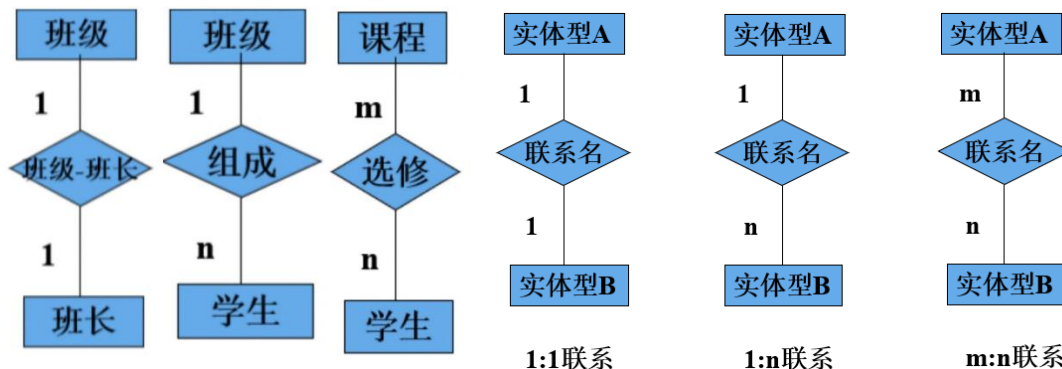 班级
1
班级-班长
1
班长
班级
1
组成
n
学生
课程
m
选修
n
学生
实体型A
1
联系名
1
实体型B
1:1联系
实体型A
1
联系名
n
实体型B
1:n联系
实体型A
m
联系名
n
实体型B
m:n联系